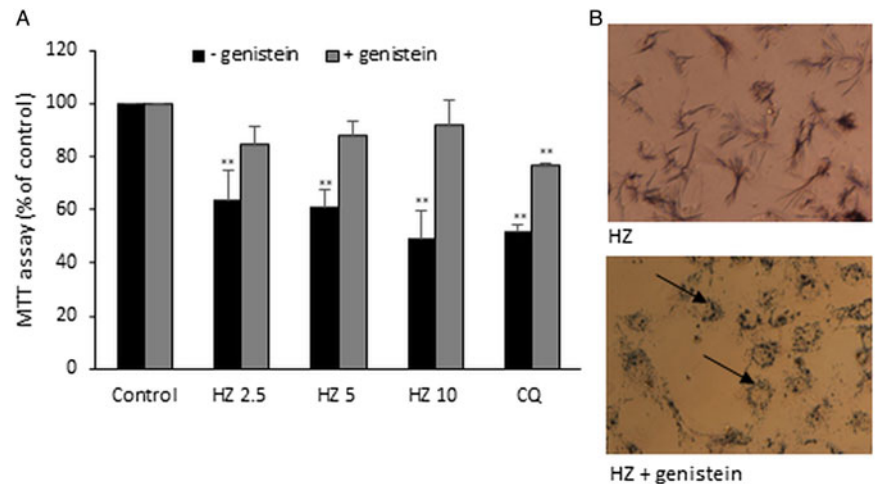 A
MTT assay (% of control)
120
100
80
60
40
20
0
- genistein
+ genistein
**
**
**
**
**
Control
HZ 2.5
HZ 5
HZ 10
CQ
B
HZ
HZ + genistein